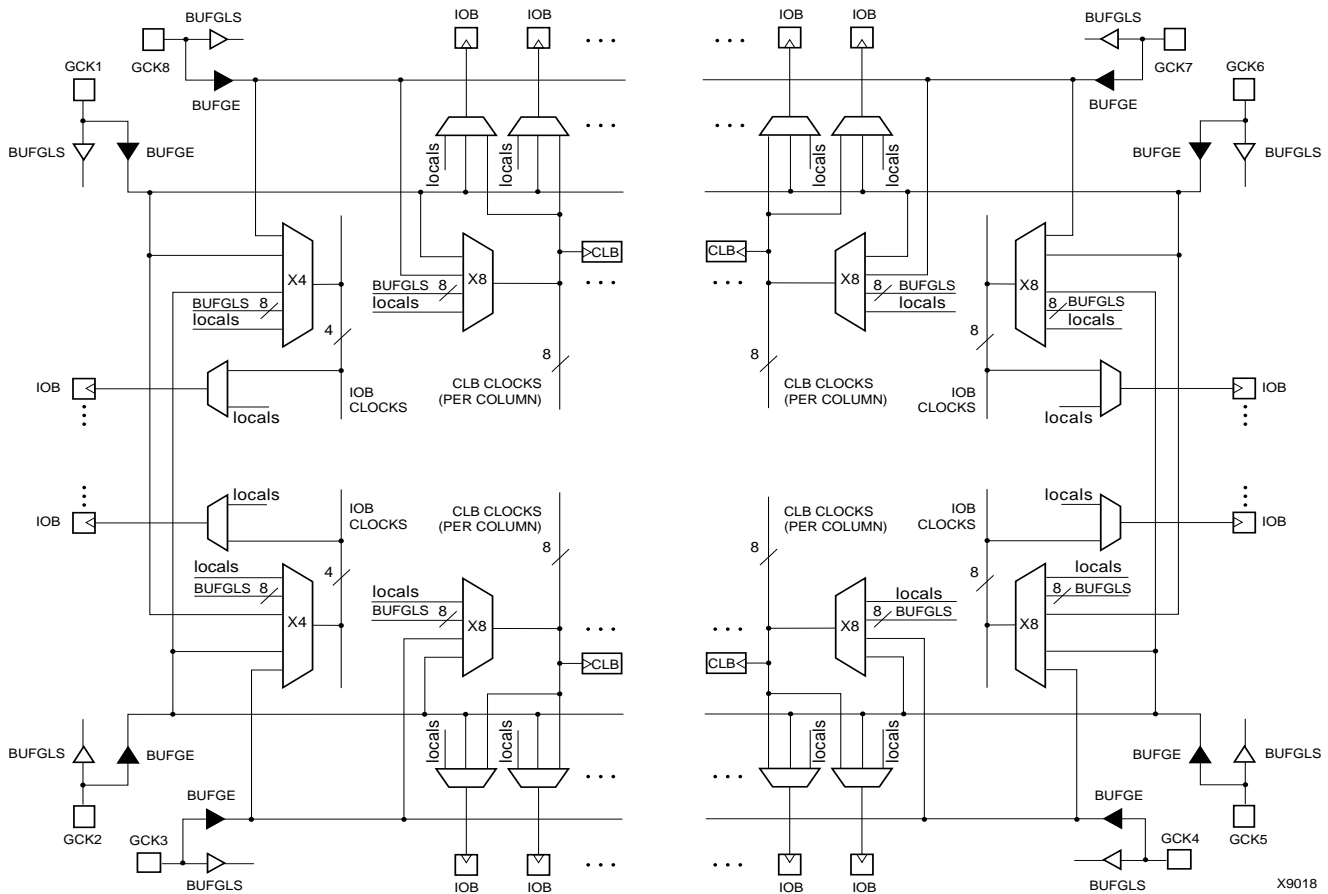 BUFGLS
IOB
IOB
IOB
IOB
BUFGLS
GCK8
GCK7
GCK1
BUFGE
BUFGE
GCK6
BUFGLS
BUFGE
locals
locals
locals
locals
BUFGE
BUFGLS
CLB
CLB
X4
X8
X8
X8
BUFGLS 8
locals
BUFGLS 8
locals
8 BUFGLS
locals
8 BUFGLS
locals
4
8
8
8
IOB
IOB
CLOCKS
CLB CLOCKS
(PER COLUMN)
CLB CLOCKS
(PER COLUMN)
IOB
CLOCKS
IOB
locals
locals
locals
locals
IOB
IOB
CLOCKS
CLB CLOCKS
(PER COLUMN)
CLB CLOCKS
(PER COLUMN)
IOB
CLOCKS
IOB
4
8
8
8
locals
BUFGLS 8
locals
BUFGLS 8
locals
8 BUFGLS
locals
8 BUFGLS
X4
X8
X8
X8
CLB
CLB
BUFGLS
BUFGE
locals
locals
locals
locals
BUFGE
BUFGLS
GCK2
BUFGE
BUFGE
GCK5
GCK3
GCK4
BUFGLS
IOB
IOB
IOB
IOB
BUFGLS
X9018